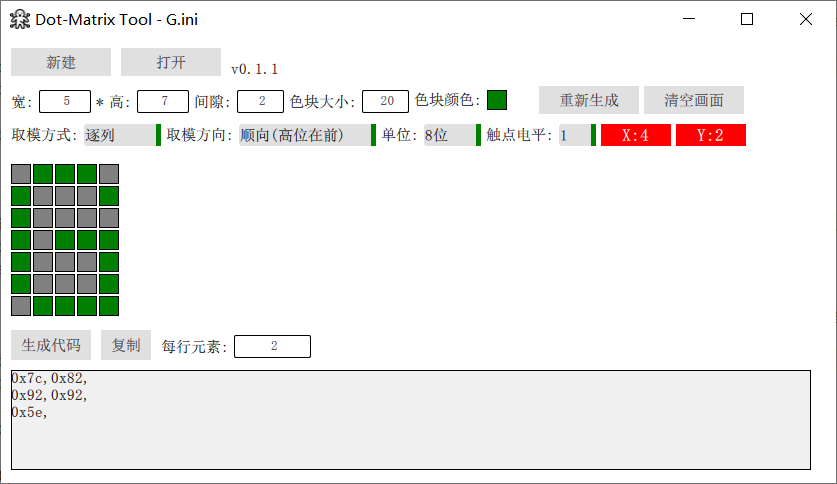 Dot-Matrix Tool - G.ini
新建 打开 v0.1.1
宽: 5 * 高: 7 间隙: 2 色块大小: 20 色块颜色: 重新生成 清空画面
取模方式: 逐列 取模方向: 顺向(高位在前) 单位: 8位 触点电平: 1 X:4 Y:2
生成代码 复制 每行元素: 2
0x7c,0x82,
0x92,0x92,
0x5e,